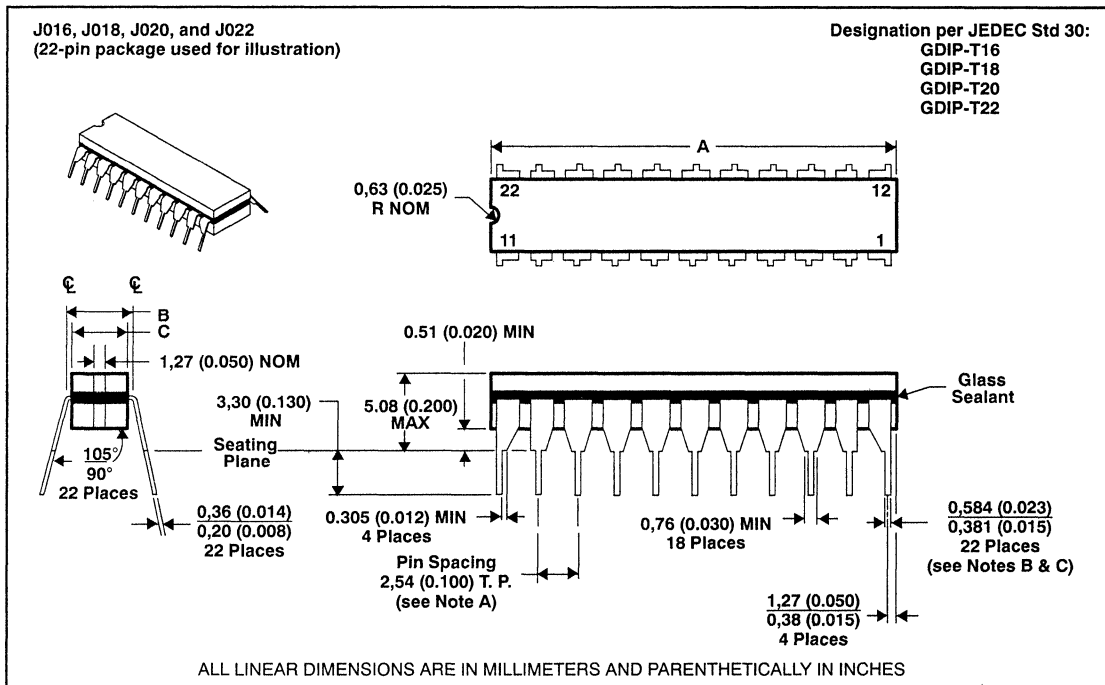 J016, J018, J020, and J022
(22-pin package used for illustration)
Designation per JEDEC Std 30:
GDIP-T16
GDIP-T18
GDIP-T20
GDIP-T22
A
22
12
0,63 (0.025)
R NOM
11
1
℄
℄
B
C
1,27 (0.050) NOM
0.51 (0.020) MIN
3,30 (0.130)
MIN
5.08 (0.200)
MAX
Glass
Sealant
Seating
Plane
105°
90°
22 Places
0,36 (0.014)
0,20 (0.008)
22 Places
0.305 (0.012) MIN
4 Places
0,76 (0.030) MIN
18 Places
0,584 (0.023)
0,381 (0.015)
22 Places
(see Notes B & C)
Pin Spacing
2,54 (0.100) T. P.
(see Note A)
1,27 (0.050)
0,38 (0.015)
4 Places
ALL LINEAR DIMENSIONS ARE IN MILLIMETERS AND PARENTHETICALLY IN INCHES